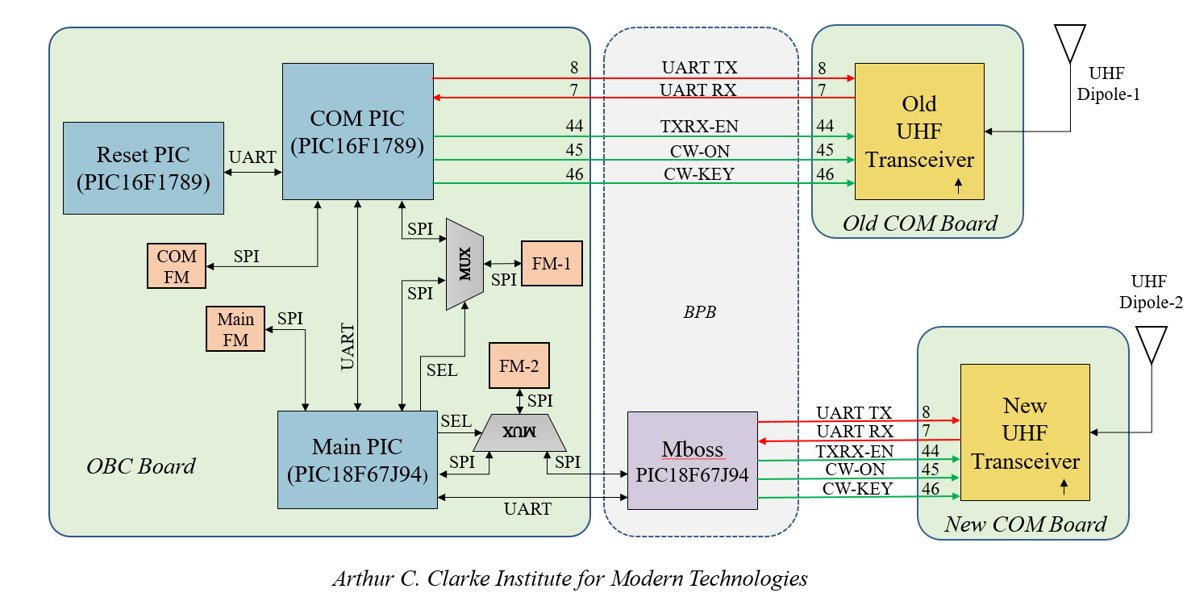 8 UART TX 8
7 UART RX 7
44 TXRX-EN 44
45 CW-ON 45
46 CW-KEY 46
COM PIC
(PIC16F1789)
Reset PIC
(PIC16F1789)
UART
Old
UHF
Transceiver
Old COM Board
UHF
Dipole-1
COM
FM
SPI
SPI
MUX
SPI
FM-1
SPI
Main
FM
SPI
UART
SEL
FM-2
SPI
BPB
UHF
Dipole-2
SEL
MUX
Main PIC
(PIC18F67J94)
SPI
SPI
UART
OBC Board
Mboss
PIC18F67J94
UART TX 8
UART RX 7
TXRX-EN 44
CW-ON 45
CW-KEY 46
New
UHF
Transceiver
New COM Board
Arthur C. Clarke Institute for Modern Technologies